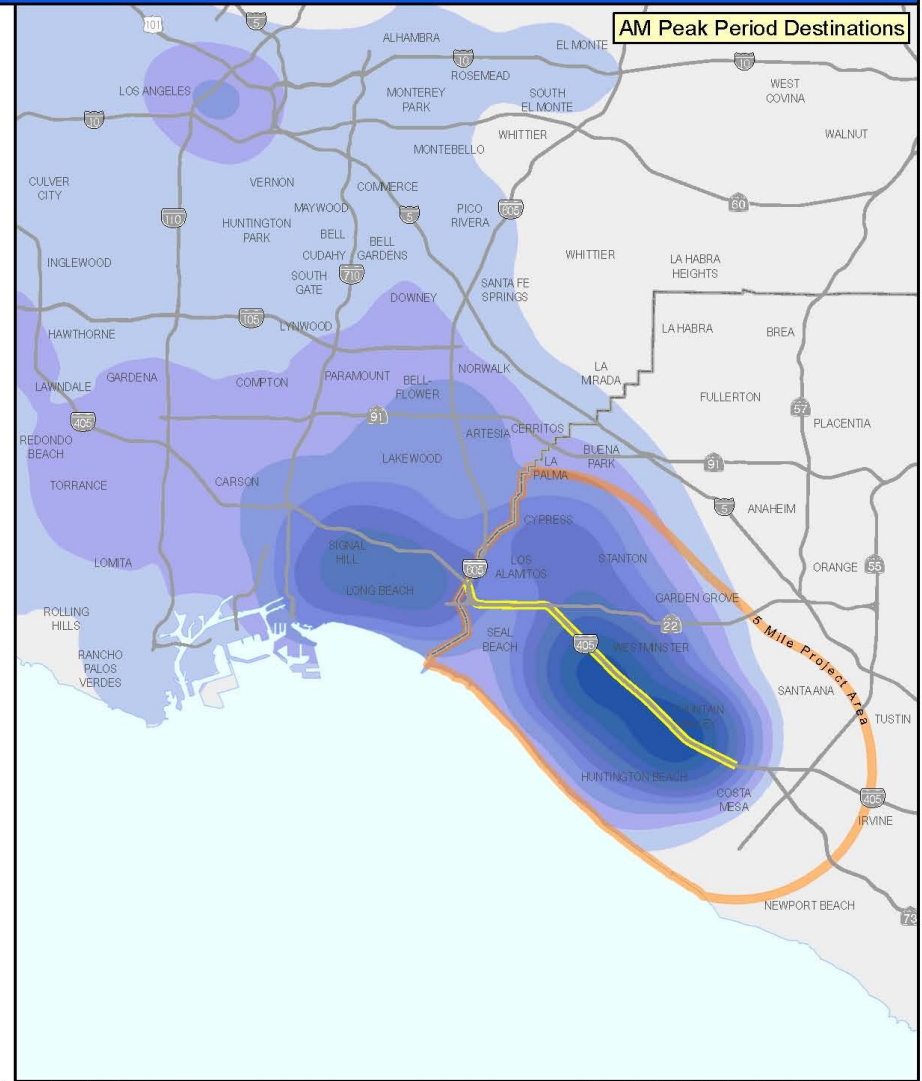 AM Peak Period Destinations
101
5
ALHAMBRA
EL MONTE
10
ROSEMEAD
10
LOS ANGELES
MONTEREY
PARK
SOUTH
EL MONTE
WEST
COVINA
10
WHITTIER
WALNUT
MONTEBELLO
CULVER
CITY
VERNON
COMMERCE
60
110
HUNTINGTON
PARK
MAYWOOD
BELL
5
PICO
RIVERA
605
CUDAHY
BELL
GARDENS
WHITTIER
LA HABRA
HEIGHTS
INGLEWOOD
SOUTH
GATE
710
DOWNEY
SANTA FE
SPRINGS
105
LYNWOOD
HAWTHORNE
LA HABRA
BREA
LAWNDALE
GARDENA
COMPTON
PARAMOUNT
BELL-
FLOWER
NORWALK
LA
MIRADA
FULLERTON
57
PLACENTIA
405
91
REDONDO
BEACH
ARTESIA
CERRITOS
LAKEWOOD
BUENA
PARK
91
LA
PALMA
TORRANCE
CARSON
5
ANAHEIM
CYPRESS
SIGNAL
HILL
LOMITA
605
LOS
ALAMITOS
STANTON
ORANGE
55
LONG BEACH
GARDEN GROVE
ROLLING
HILLS
22
5 Mile Project Area
SEAL
BEACH
405
WESTMINSTER
RANCHO
PALOS
VERDES
SANTA ANA
TUSTIN
HUNTINGTON BEACH
COSTA
MESA
405
IRVINE
NEWPORT BEACH
73